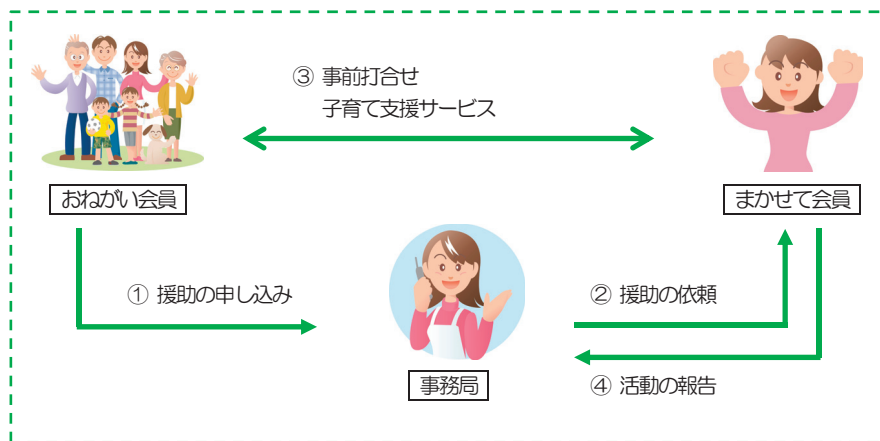 ③ 事前打合せ
子育て支援サービス
おねがい会員
まかせて会員
① 援助の申し込み
② 援助の依頼
事務局
④ 活動の報告